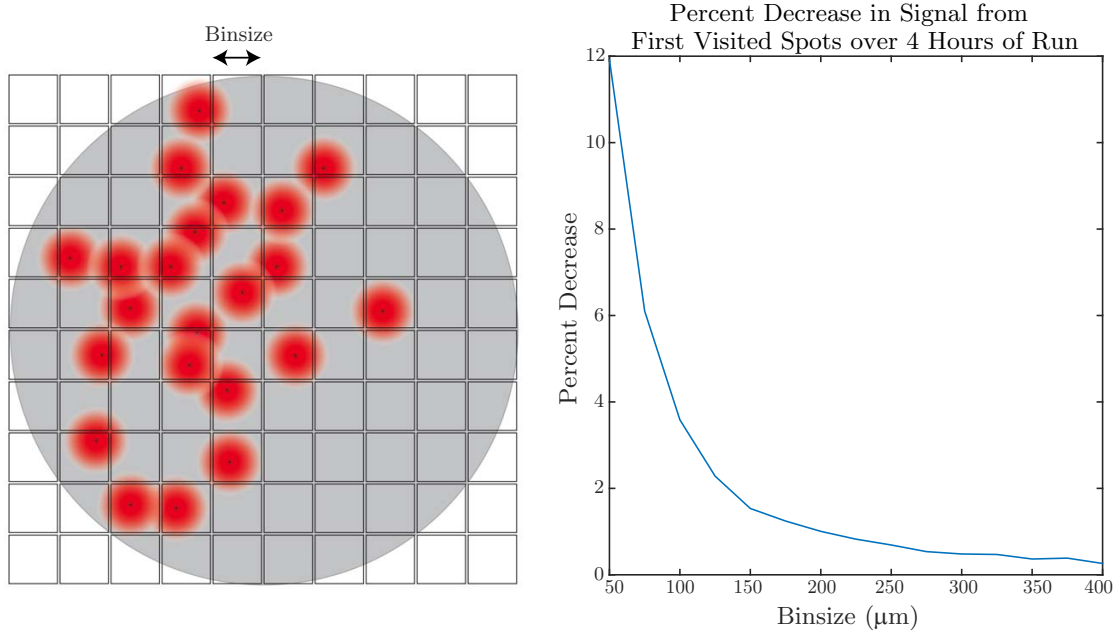 Binsize
Percent Decrease in Signal from
First Visited Spots over 4 Hours of Run
12
10
8
6
4
2
0
Percent Decrease
50 100 150 200 250 300 350 400
Binsize (μm)